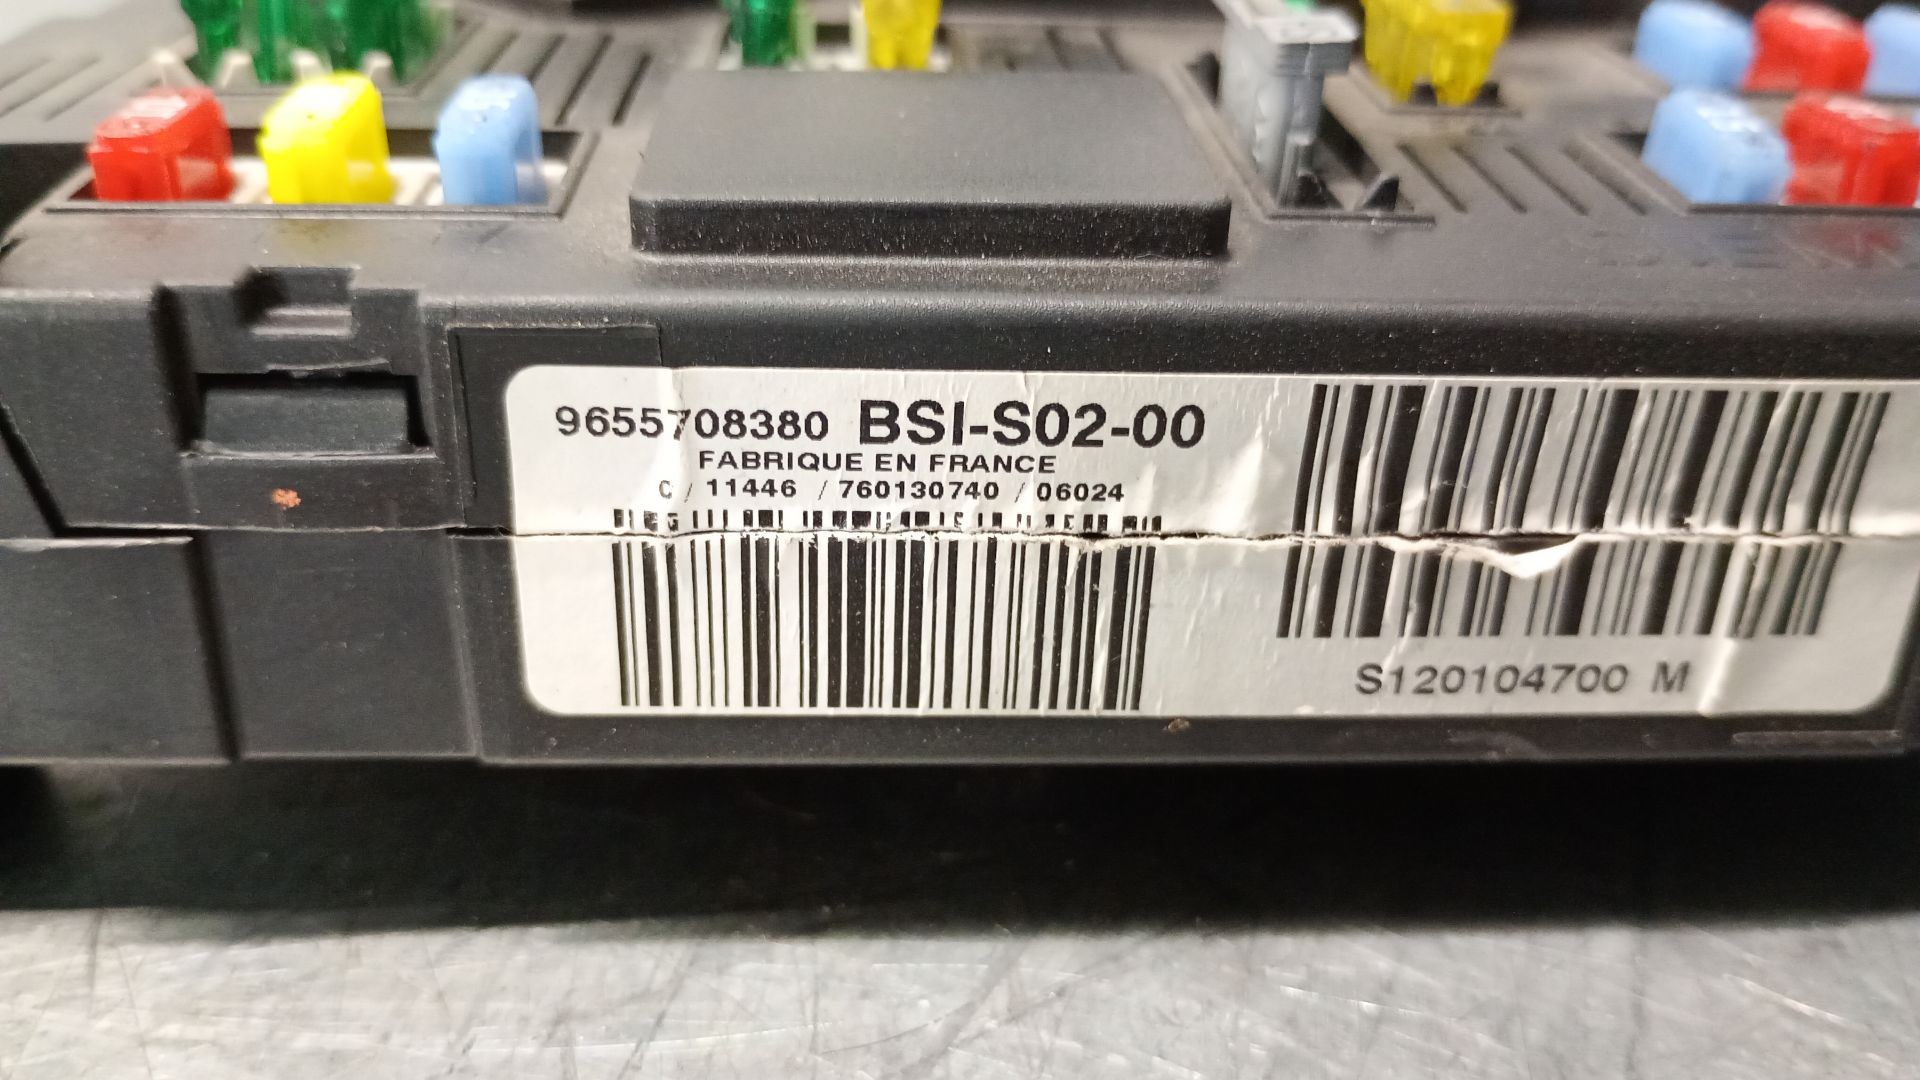 9655708380 BSI-S02-00
FABRIQUE EN FRANCE
C / 11446 / 760130740 / 06024
S120104700 M